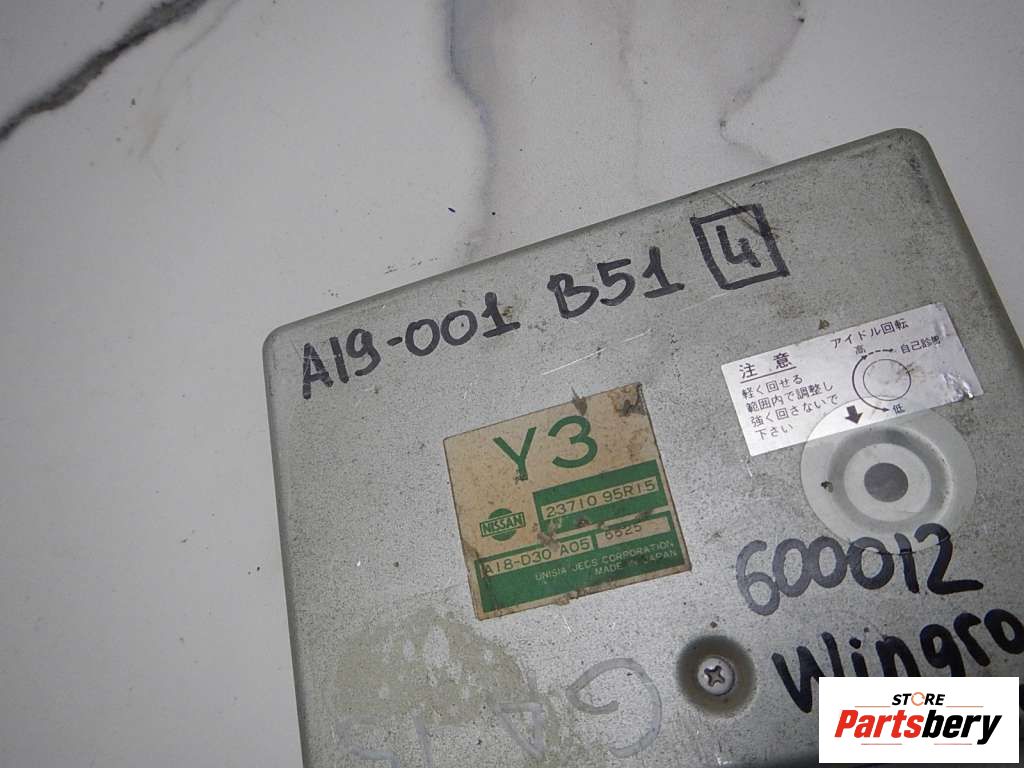 A19-001 B51 4
注意
軽く回せる
範囲内で調整し
強く回さないで
下さい
アイドル回転
高 自己診断
低
Y3
NISSAN
23710 95R15
A18-D30 A05 5525
UNISIA JECS CORPORATION
MADE IN JAPAN
600012
Wingro
STORE
Partsbery